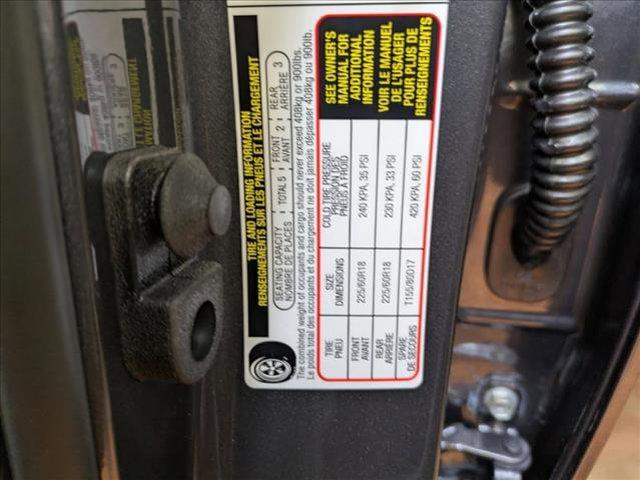 TIRE AND LOADING INFORMATION
RENSEIGNEMENTS SUR LES PNEUS ET LE CHARGEMENT
SEATING CAPACITY
NOMBRE DE PLACES
TOTAL 5
FRONT
AVANT 2
REAR
ARRIÈRE 3
The combined weight of occupants and cargo should never exceed 408kg or 900lbs.
Le poids total des occupants et du chargement ne doit jamais dépasser 408kg ou 900lb.
TIRE
PNEU
SIZE
DIMENSIONS
COLD TIRE PRESSURE
PRESSION DES
PNEUS À FROID
FRONT
AVANT
225/60R18
240 KPA, 35 PSI
REAR
ARRIÈRE
225/60R18
230 KPA, 33 PSI
SPARE
DE SECOURS
T155/80D17
420 KPA, 60 PSI
SEE OWNER'S
MANUAL FOR
ADDITIONAL
INFORMATION
VOIR LE MANUEL
DE L'USAGER
POUR PLUS DE
RENSEIGNEMENTS